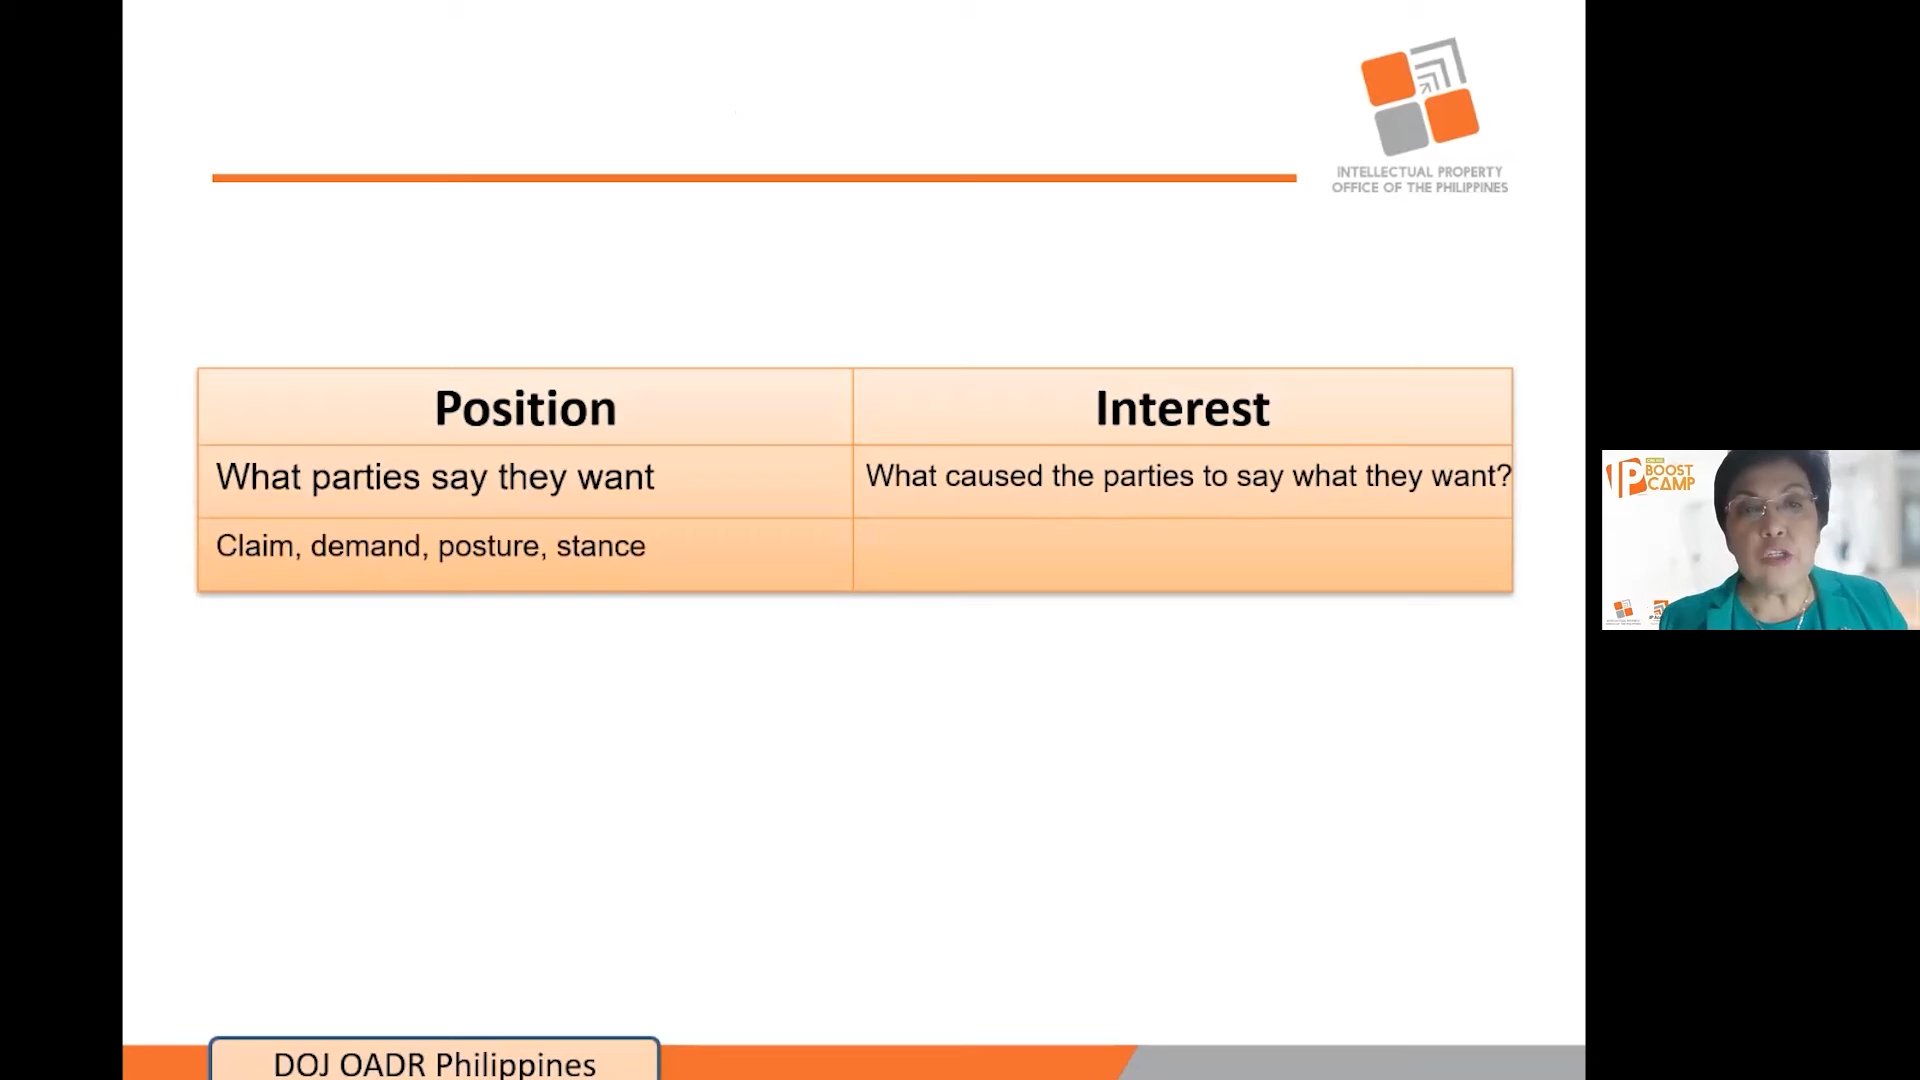 INTELLECTUAL PROPERTY
OFFICE OF THE PHILIPPINES
Position
Interest
What parties say they want
What caused the parties to say what they want?
Claim, demand, posture, stance
IP
BOOST
CAMP
DOJ OADR Philippines